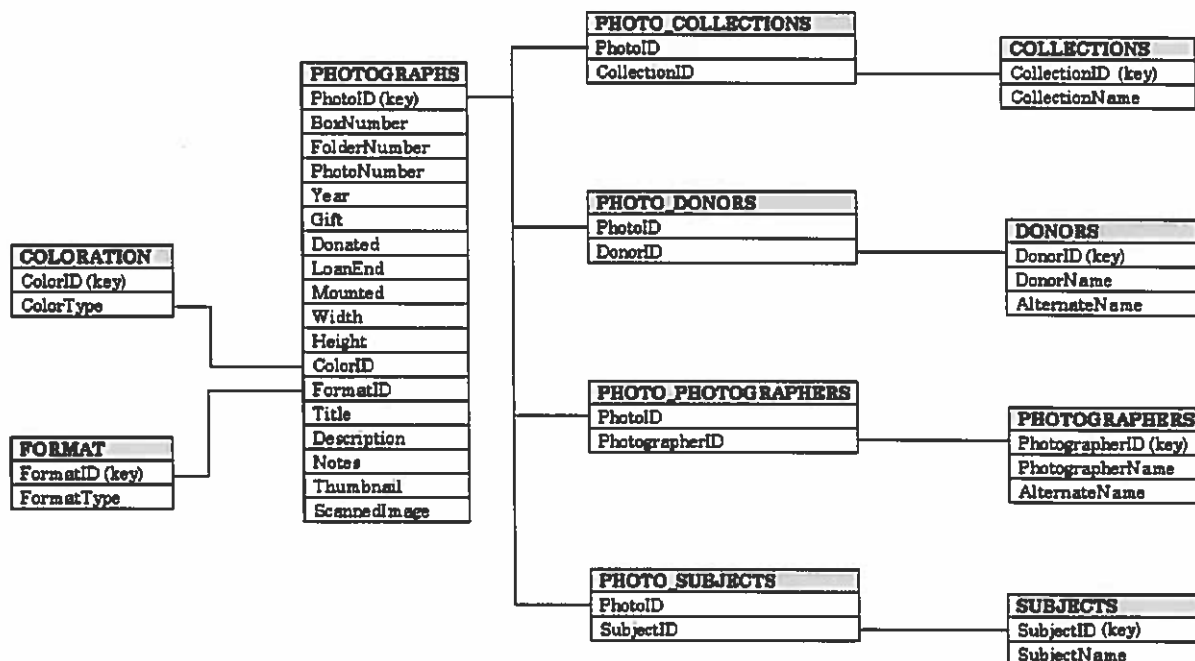 PHOTO_COLLECTIONS
PhotoID
CollectionID
COLLECTIONS
CollectionID (key)
CollectionName
PHOTOGRAPHS
PhotoID (key)
BoxNumber
FolderNumber
PhotoNumber
Year
Gift
Donated
LoanEnd
Mounted
Width
Height
ColorID
FormatID
Title
Description
Notes
Thumbnail
ScannedImage
PHOTO_DONORS
PhotoID
DonorID
DONORS
DonorID (key)
DonorName
AlternateName
COLORATION
ColorID (key)
ColorType
FORMAT
FormatID (key)
FormatType
PHOTO_PHOTOGRAPHERS
PhotoID
PhotographerID
PHOTOGRAPHERS
PhotographerID (key)
PhotographerName
AlternateName
PHOTO_SUBJECTS
PhotoID
SubjectID
SUBJECTS
SubjectID (key)
SubjectName